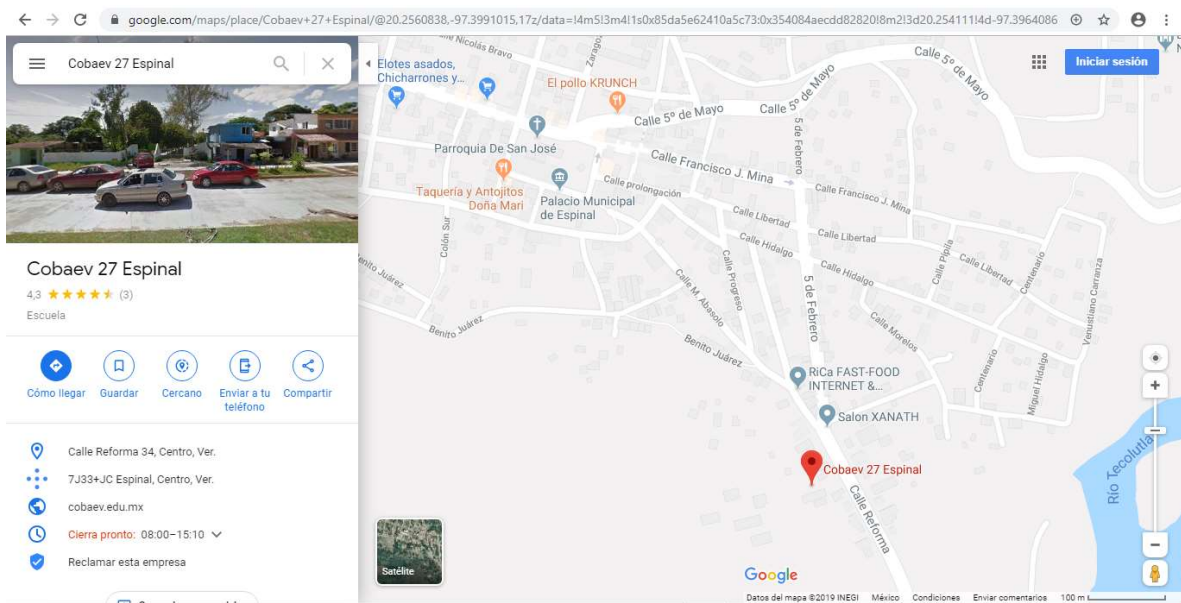 google.com/maps/place/Cobaev+27+Espinal/@20.2560838,-97.3991015,17z/data=!4m5!3m4!1s0x85da5e62410a5c73:0x354084aecdd82820!8m2!3d20.254111!4d-97.3964086
Cobaev 27 Espinal
Cobaev 27 Espinal
4,3 ★★★★★ (3)
Escuela
Cómo llegar
Guardar
Cercano
Enviar a tu
teléfono
Compartir
Calle Reforma 34, Centro, Ver.
7J33+JC Espinal, Centro, Ver.
cobaev.edu.mx
Cierra pronto: 08:00–15:10
Reclamar esta empresa
Satélite
Iniciar sesión
Nicolás Bravo
Zaragoza
Elotes asados,
Chicharrones y...
El pollo KRUNCH
Calle 5º de Mayo
Calle 5º de Mayo
Calle 5º de Mayo
5 de Febrero
Parroquia De San José
Calle Francisco J. Mina
Calle Francisco J. Mina
Taquería y Antojitos
Doña Mari
Calle prolongación
Palacio Municipal
de Espinal
Calle Libertad
Calle Libertad
Calle Libertad
Calle Hidalgo
Calle Hidalgo
Colón Sur
Benito Juárez
Benito Juárez
Benito Juárez
Calle M. Abasolo
Calle Progreso
5 de Febrero
Calle Pipila
Centenario
Centenario
Venustiano Carranza
Calle Morelos
Miguel Hidalgo
RiCa FAST-FOOD
INTERNET &...
Salon XANATH
Cobaev 27 Espinal
Calle Reforma
Río Tecolutla
Google
Datos del mapa ©2019 INEGI México Condiciones Enviar comentarios 100 m